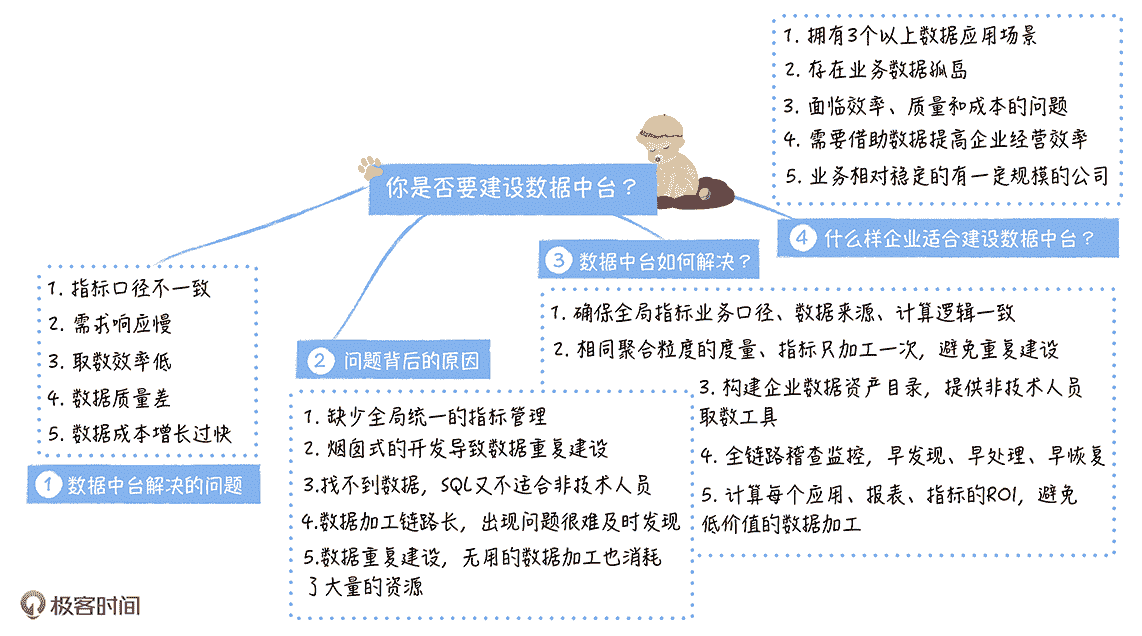 你是否要建设数据中台？
1. 指标口径不一致
2. 需求响应慢
3. 取数效率低
4. 数据质量差
5. 数据成本增长过快
1 数据中台解决的问题
2 问题背后的原因
1. 缺少全局统一的指标管理
2. 烟囱式的开发导致数据重复建设
3.找不到数据，SQL又不适合非技术人员
4.数据加工链路长，出现问题很难及时发现
5.数据重复建设，无用的数据加工也消耗
了大量的资源
3 数据中台如何解决？
1. 确保全局指标业务口径、数据来源、计算逻辑一致
2. 相同聚合粒度的度量、指标只加工一次，避免重复建设
3. 构建企业数据资产目录，提供非技术人员
取数工具
4. 全链路稽查监控，早发现、早处理、早恢复
5. 计算每个应用、报表、指标的ROI，避免
低价值的数据加工
1. 拥有3个以上数据应用场景
2. 存在业务数据孤岛
3. 面临效率、质量和成本的问题
4. 需要借助数据提高企业经营效率
5. 业务相对稳定的有一定规模的公司
4 什么样企业适合建设数据中台？
极客时间